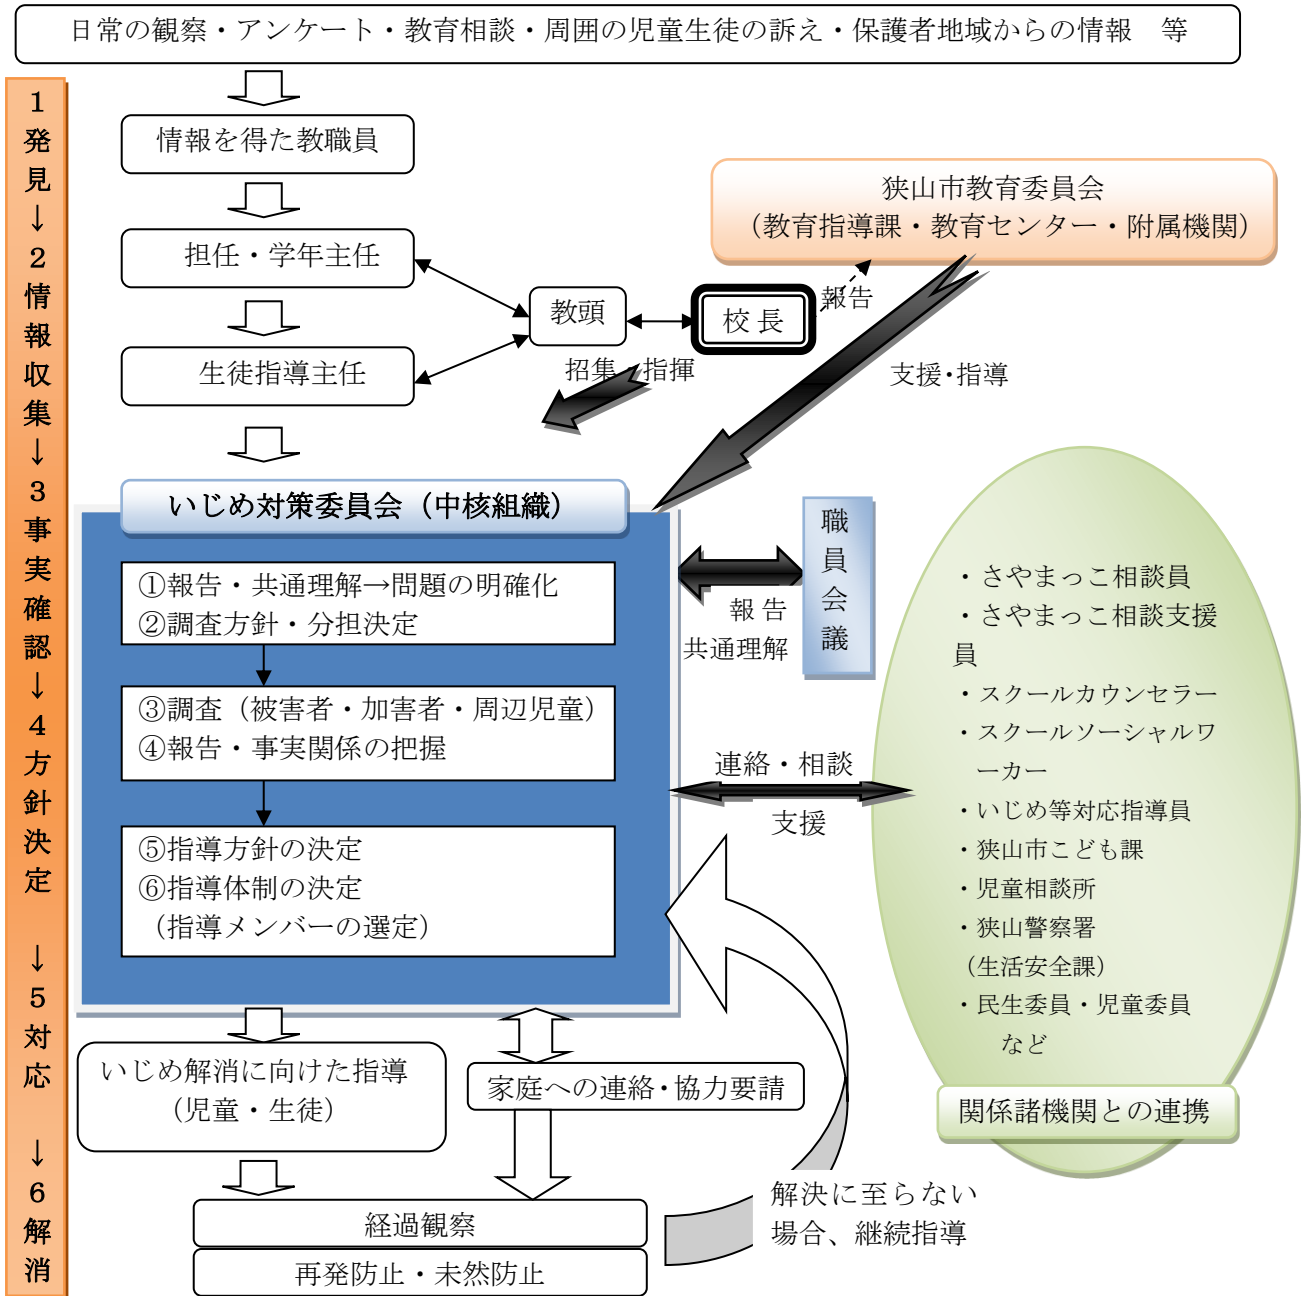 日常の観察・アンケート・教育相談・周囲の児童生徒の訴え・保護者地域からの情報　等
1発見↓2情報収集↓3事実確認↓4方針決定　↓5対応　↓6解消
情報を得た教職員
担任・学年主任
生徒指導主任
教頭
校長
狭山市教育委員会
（教育指導課・教育センター・附属機関）
報告
招集・指揮
支援・指導
いじめ対策委員会（中核組織）
①報告・共通理解→問題の明確化
②調査方針・分担決定
③調査（被害者・加害者・周辺児童）
④報告・事実関係の把握
⑤指導方針の決定
⑥指導体制の決定
（指導メンバーの選定）
職員会議
報告
共通理解
連絡・相談
支援
・さやまっこ相談員
・さやまっこ相談支援
員
・スクールカウンセラー
・スクールソーシャルワ
ーカー
・いじめ等対応指導員
・狭山市こども課
・児童相談所
・狭山警察署
（生活安全課）
・民生委員・児童委員
など
関係諸機関との連携
いじめ解消に向けた指導
（児童・生徒）
家庭への連絡・協力要請
経過観察
再発防止・未然防止
解決に至らない
場合、継続指導